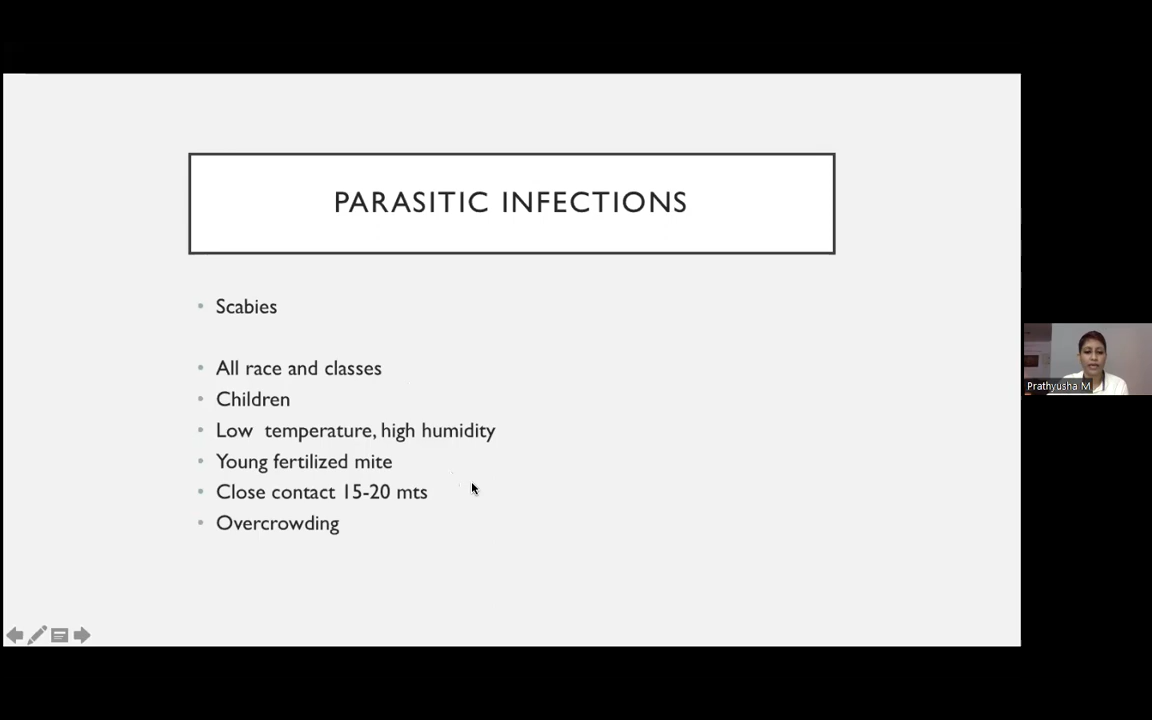 PARASITIC INFECTIONS
• Scabies
• All race and classes
• Children
• Low  temperature, high humidity
• Young fertilized mite
• Close contact 15-20 mts
• Overcrowding
Prathyusha M